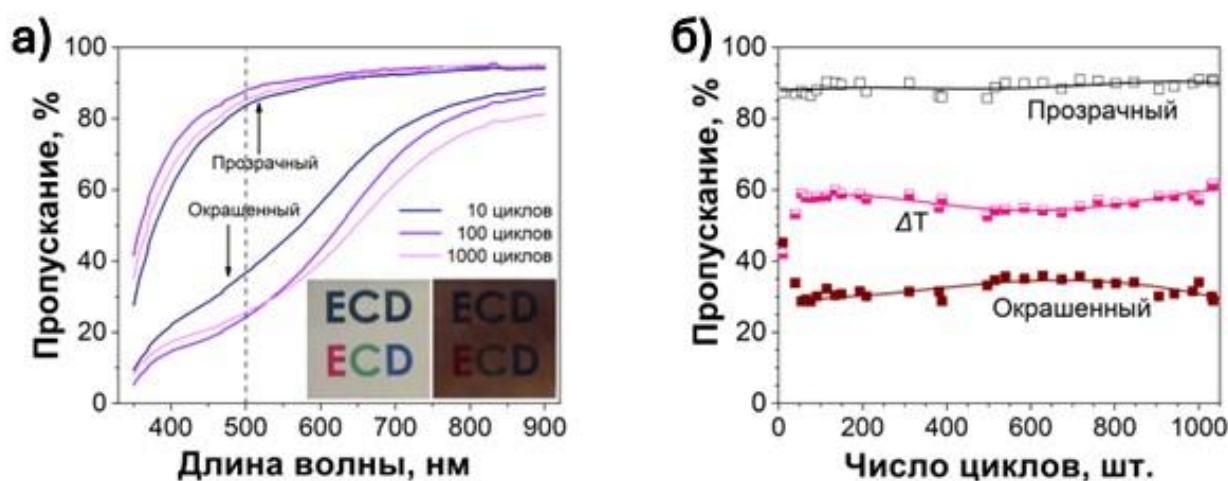 а)
Пропускание, %
100
80
60
40
20
0
Прозрачный
Окрашенный
10 циклов
100 циклов
1000 циклов
ECD
ECD
ECD
ECD
400
500
600
700
800
900
Длина волны, нм
б)
Пропускание, %
100
80
60
40
20
0
Прозрачный
ΔT
Окрашенный
0
200
400
600
800
1000
Число циклов, шт.